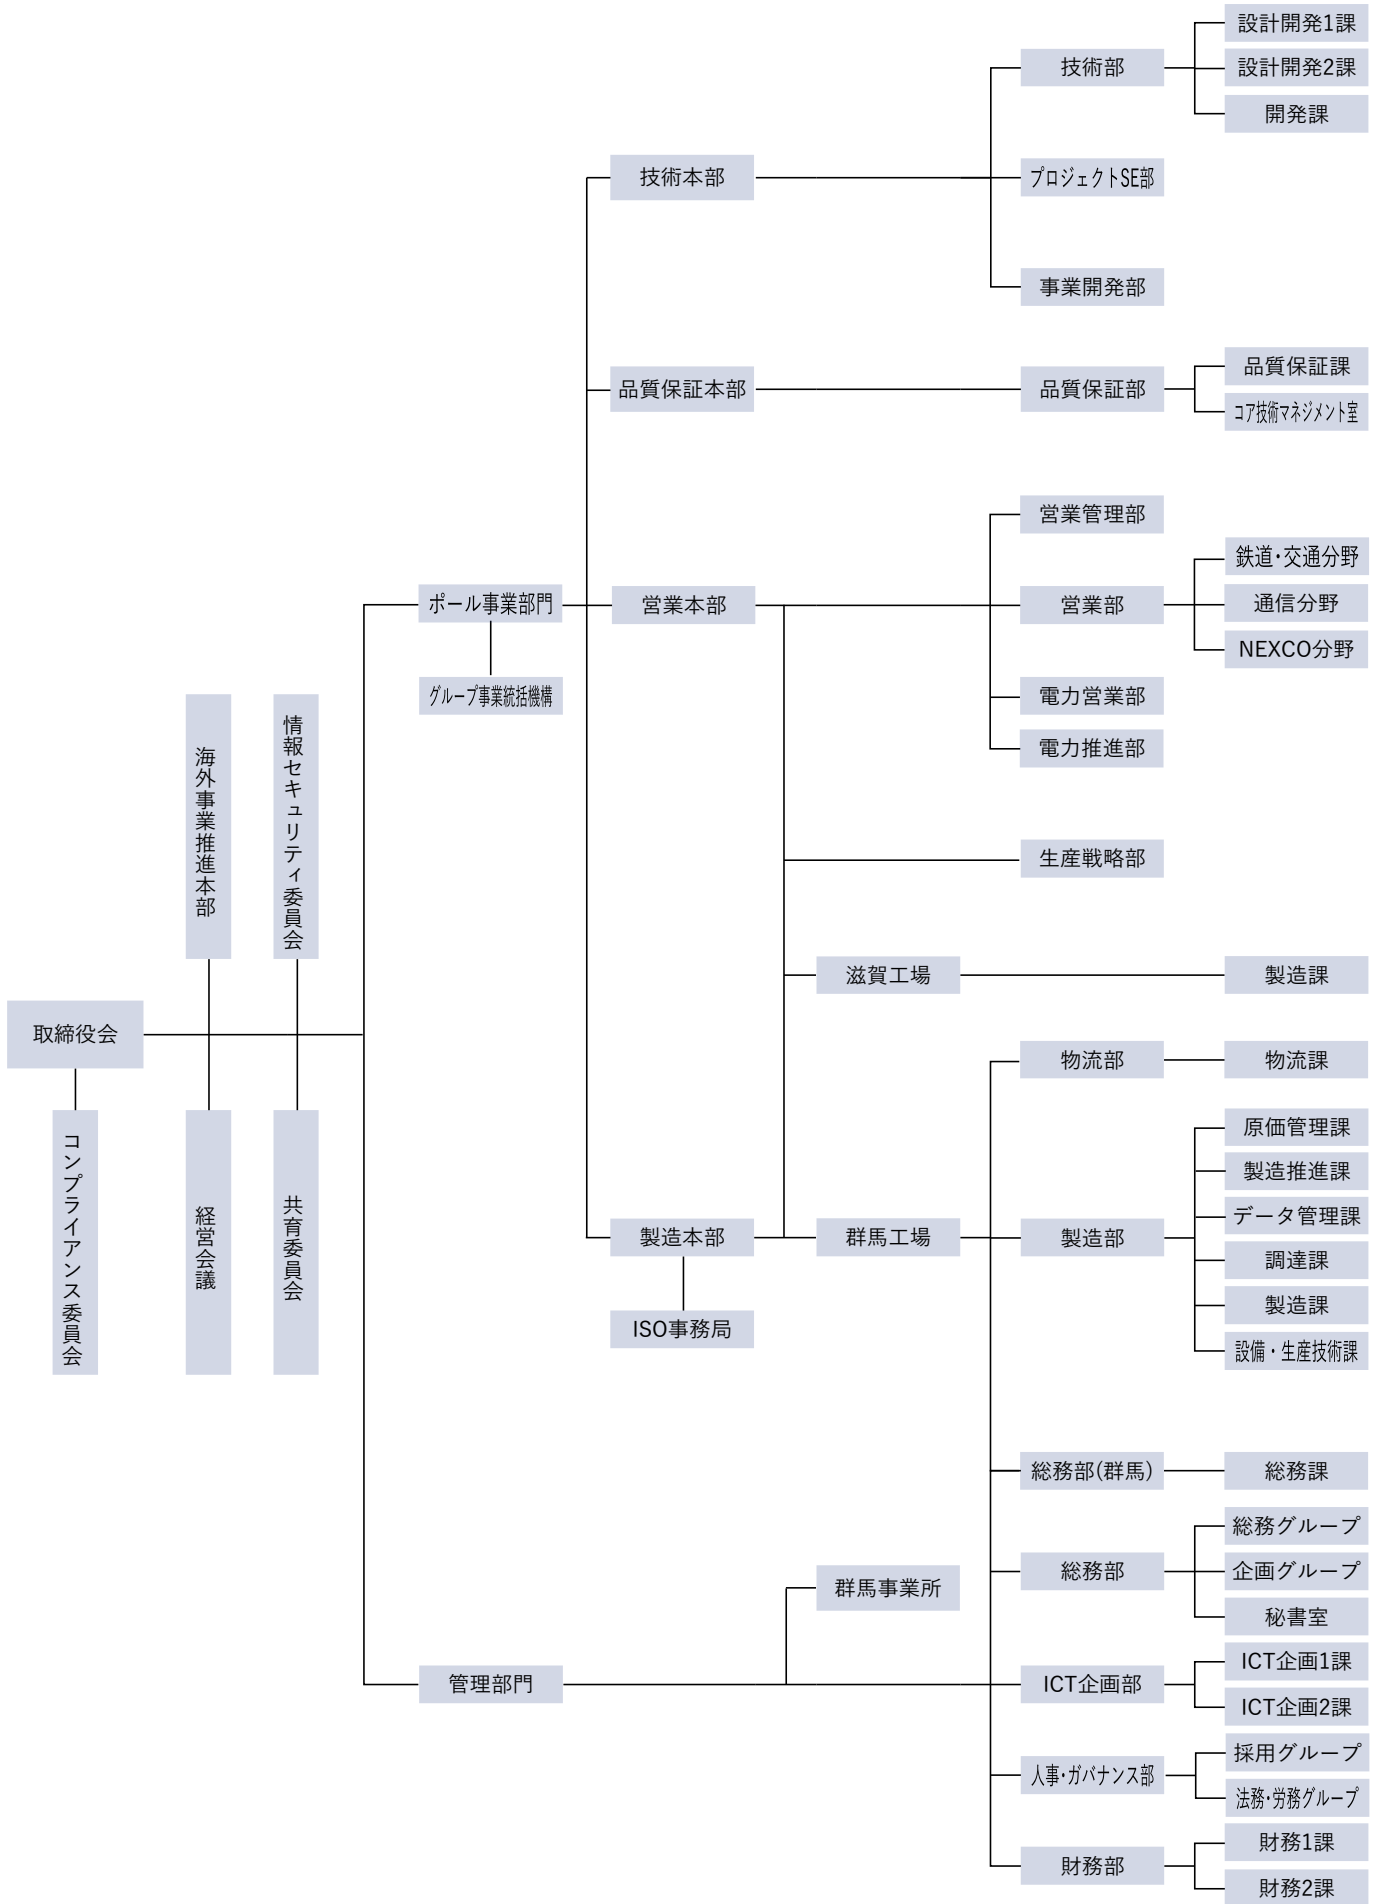 設計開発1課
技術部
設計開発2課
開発課
技術本部
プロジェクトSE部
事業開発部
品質保証課
品質保証本部
品質保証部
コア技術マネジメント室
営業管理部
鉄道・交通分野
ポール事業部門
営業本部
営業部
通信分野
NEXCO分野
グループ事業統括機構
電力営業部
電力推進部
海外事業推進本部
情報セキュリティ委員会
生産戦略部
滋賀工場
製造課
取締役会
物流部
物流課
コンプライアンス委員会
経営会議
共育委員会
原価管理課
製造推進課
データ管理課
製造本部
群馬工場
製造部
調達課
製造課
ISO事務局
設備・生産技術課
総務部(群馬)
総務課
総務グループ
群馬事業所
総務部
企画グループ
秘書室
ICT企画1課
管理部門
ICT企画部
ICT企画2課
採用グループ
人事・ガバナンス部
法務・労務グループ
財務1課
財務部
財務2課